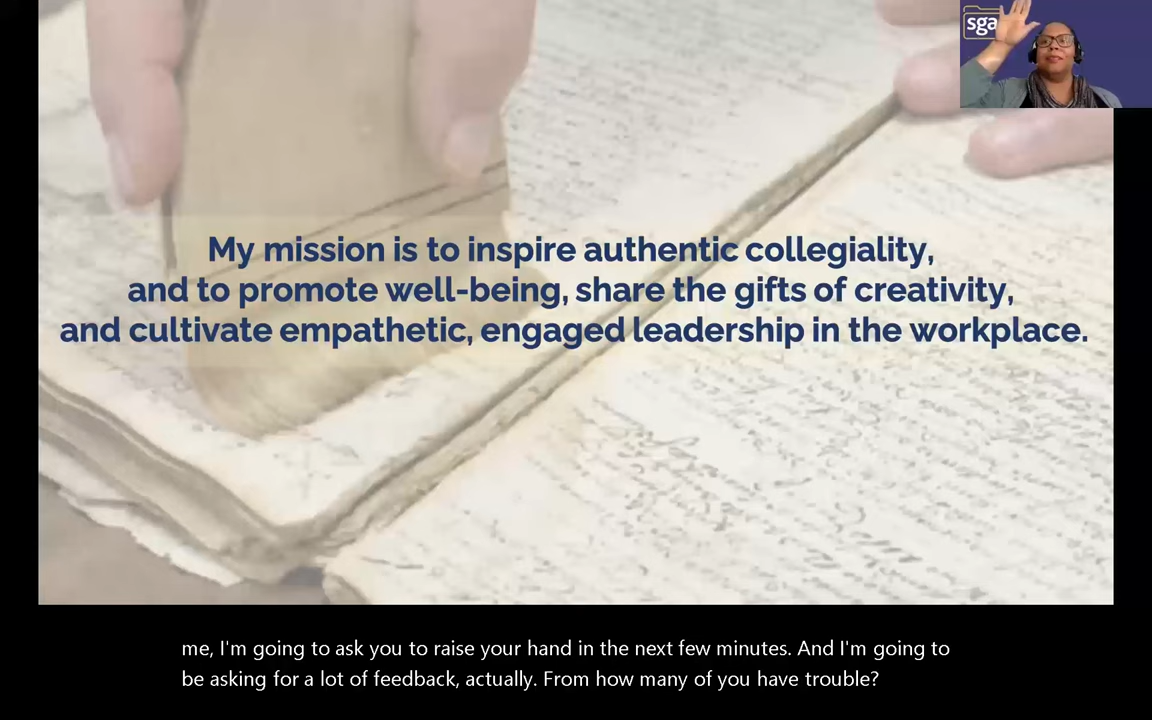 sga
My mission is to inspire authentic collegiality,
and to promote well-being, share the gifts of creativity,
and cultivate empathetic, engaged leadership in the workplace.
me, I'm going to ask you to raise your hand in the next few minutes. And I'm going to
be asking for a lot of feedback, actually. From how many of you have trouble?